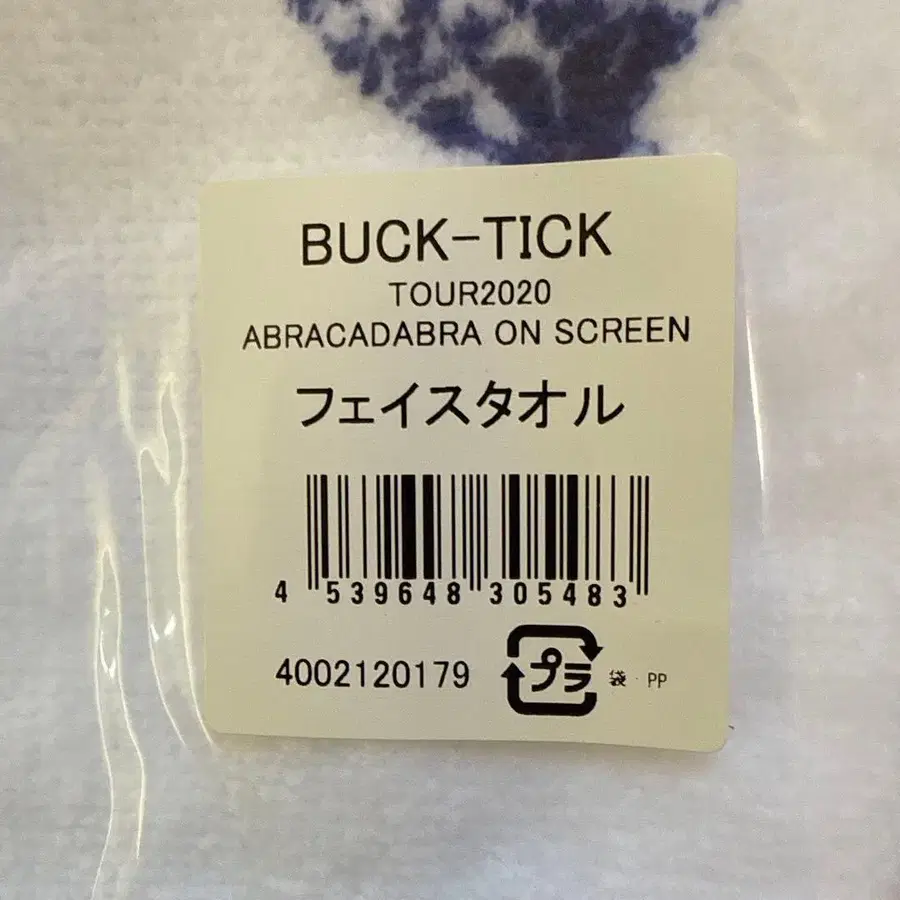 BUCK-TICK
TOUR2020
ABRACADABRA ON SCREEN
フェイスタオル
4 539648 305483
4002120179 プラ 袋・PP